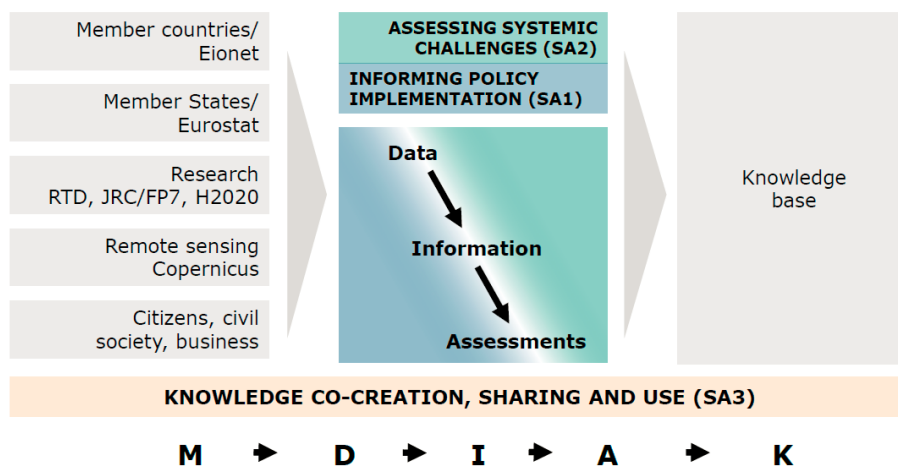 Member countries/
Eionet
Member States/
Eurostat
Research
RTD, JRC/FP7, H2020
Remote sensing
Copernicus
Citizens, civil
society, business
ASSESSING SYSTEMIC
CHALLENGES (SA2)
INFORMING POLICY
IMPLEMENTATION (SA1)
Data
Information
Assessments
Knowledge
base
KNOWLEDGE CO-CREATION, SHARING AND USE (SA3)
M D I A K